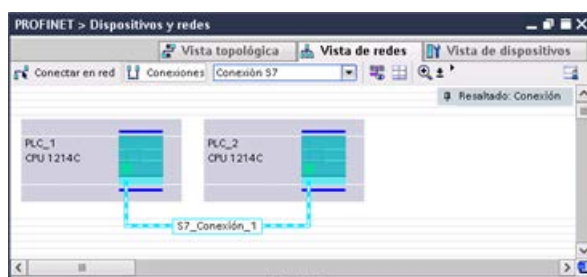 PROFINET > Dispositivos y redes
Vista topológica Vista de redes Vista de dispositivos
Conectar en red Conexiones Conexión S7
Resaltado: Conexión
PLC_1 PLC_2
CPU 1214C CPU 1214C
S7_Conexión_1